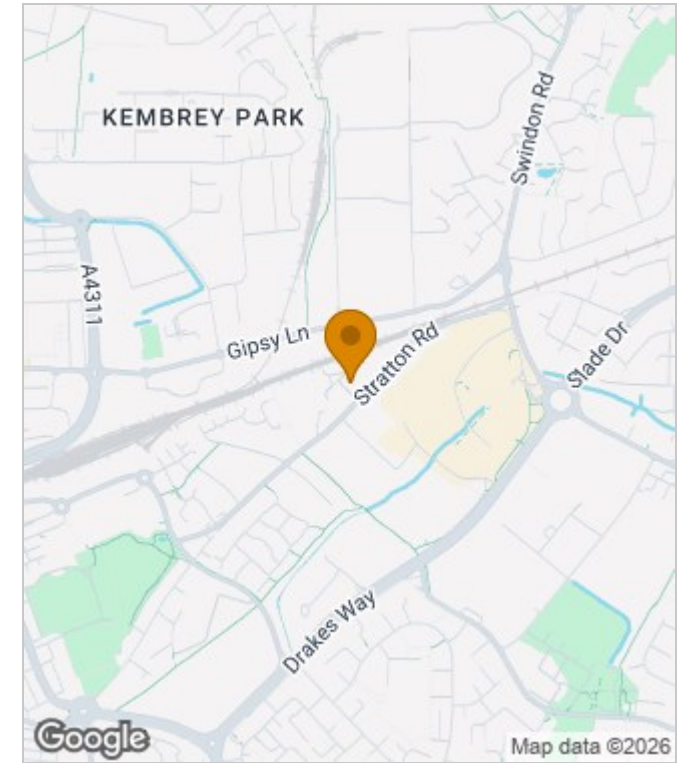 KEMBREY PARK
Swindon Rd
A4311
Gipsy Ln
Stratton Rd
Slade Dr
Drakes Way
Google
Map data ©2026